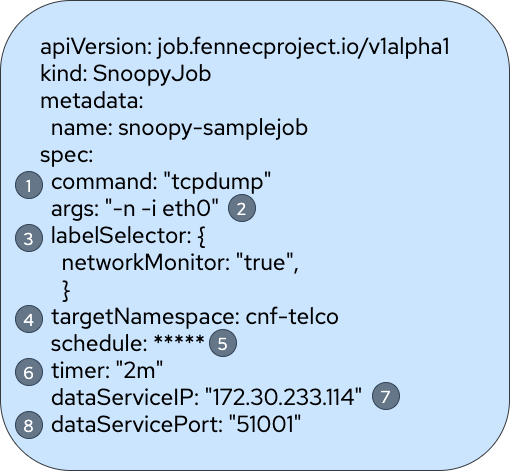 apiVersion: job.fennecproject.io/v1alpha1
kind: SnoopyJob
metadata:
  name: snoopy-samplejob
spec:
1 command: "tcpdump"
args: "-n -i eth0" 2
3 labelSelector: {
   networkMonitor: "true",
   }
4 targetNamespace: cnf-telco
schedule: ***** 5
6 timer: "2m"
dataServiceIP: "172.30.233.114" 7
8 dataServicePort: "51001"